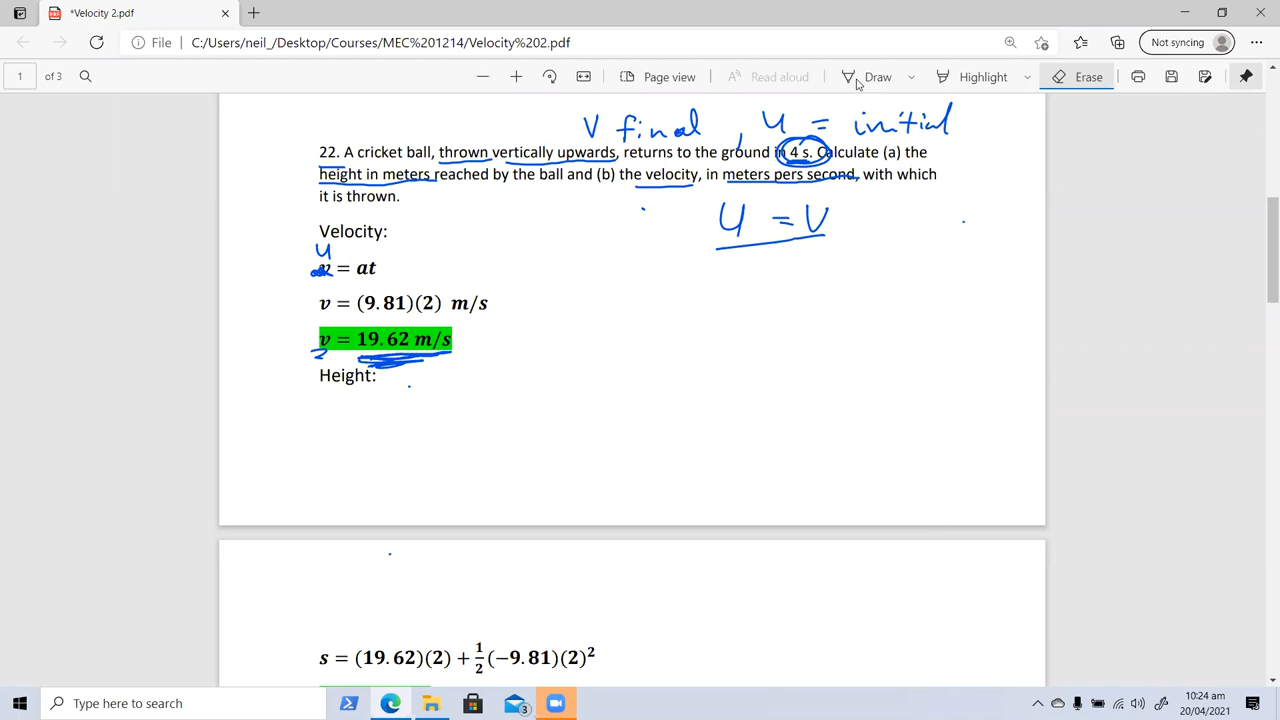 *Velocity 2.pdf
File C:/Users/neil_/Desktop/Courses/MEC%201214/Velocity%202.pdf
Not syncing
1 of 3 Page view Read aloud Draw Highlight Erase
V final , u = initial
22. A cricket ball, thrown vertically upwards, returns to the ground in 4 s. Calculate (a) the
height in meters reached by the ball and (b) the velocity, in meters pers second, with which
it is thrown.
u = V
Velocity:
u
v = at
v = (9.81)(2) m/s
v = 19.62 m/s
Height:
s = (19.62)(2) + 1/2 (−9.81)(2)²
Type here to search
3
10:24 am
20/04/2021